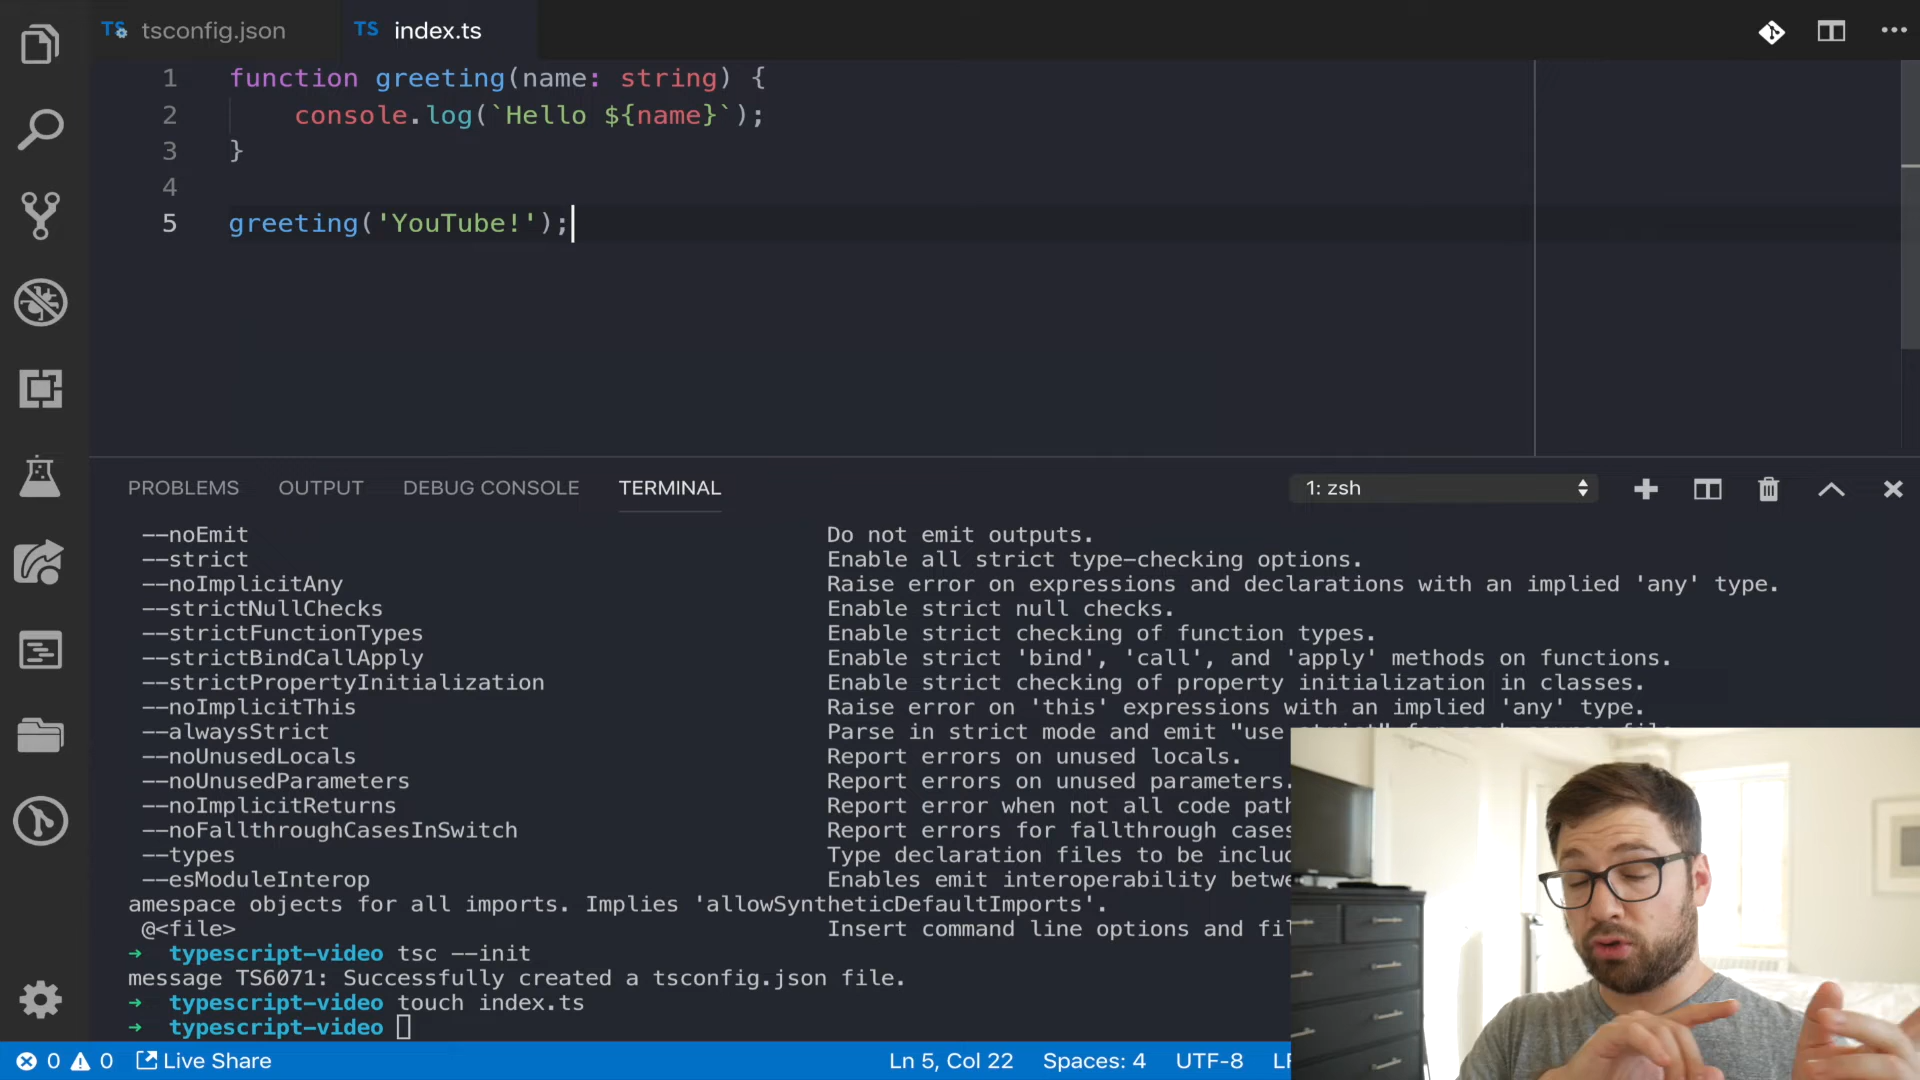 TS tsconfig.json TS index.ts
1 function greeting(name: string) {
2 console.log(`Hello ${name}`);
3 }
4
5 greeting('YouTube!');
PROBLEMS OUTPUT DEBUG CONSOLE TERMINAL 1: zsh
--noEmit Do not emit outputs.
--strict Enable all strict type-checking options.
--noImplicitAny Raise error on expressions and declarations with an implied 'any' type.
--strictNullChecks Enable strict null checks.
--strictFunctionTypes Enable strict checking of function types.
--strictBindCallApply Enable strict 'bind', 'call', and 'apply' methods on functions.
--strictPropertyInitialization Enable strict checking of property initialization in classes.
--noImplicitThis Raise error on 'this' expressions with an implied 'any' type.
--alwaysStrict Parse in strict mode and emit "use
--noUnusedLocals Report errors on unused locals.
--noUnusedParameters Report errors on unused parameters.
--noImplicitReturns Report error when not all code path
--noFallthroughCasesInSwitch Report errors for fallthrough cases
--types Type declaration files to be inclu
--esModuleInterop Enables emit interoperability betw
amespace objects for all imports. Implies 'allowSyntheticDefaultImports'.
@<file> Insert command line options and fi
➜ typescript-video tsc --init
message TS6071: Successfully created a tsconfig.json file.
➜ typescript-video touch index.ts
➜ typescript-video
0 0 Live Share Ln 5, Col 22 Spaces: 4 UTF-8 LF